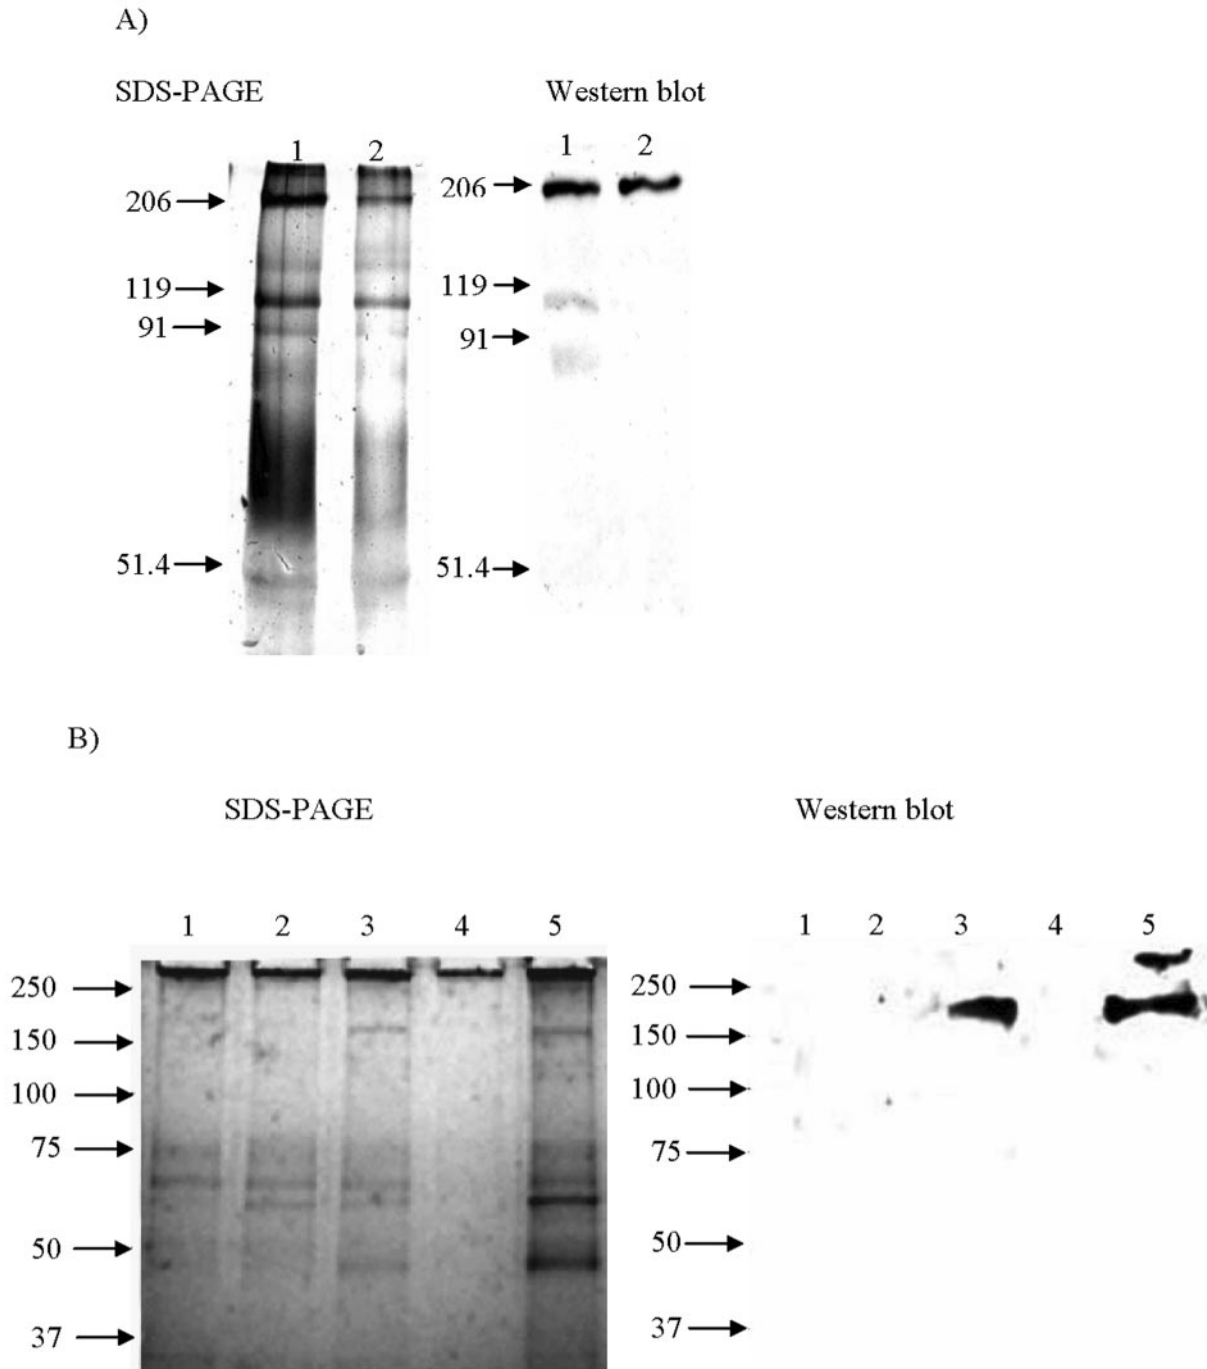 A)
SDS-PAGE Western blot
1 2 1 2
206 206
119 119
91 91
51.4 51.4
B)
SDS-PAGE Western blot
1 2 3 4 5 1 2 3 4 5
250 250
150 150
100 100
75 75
50 50
37 37